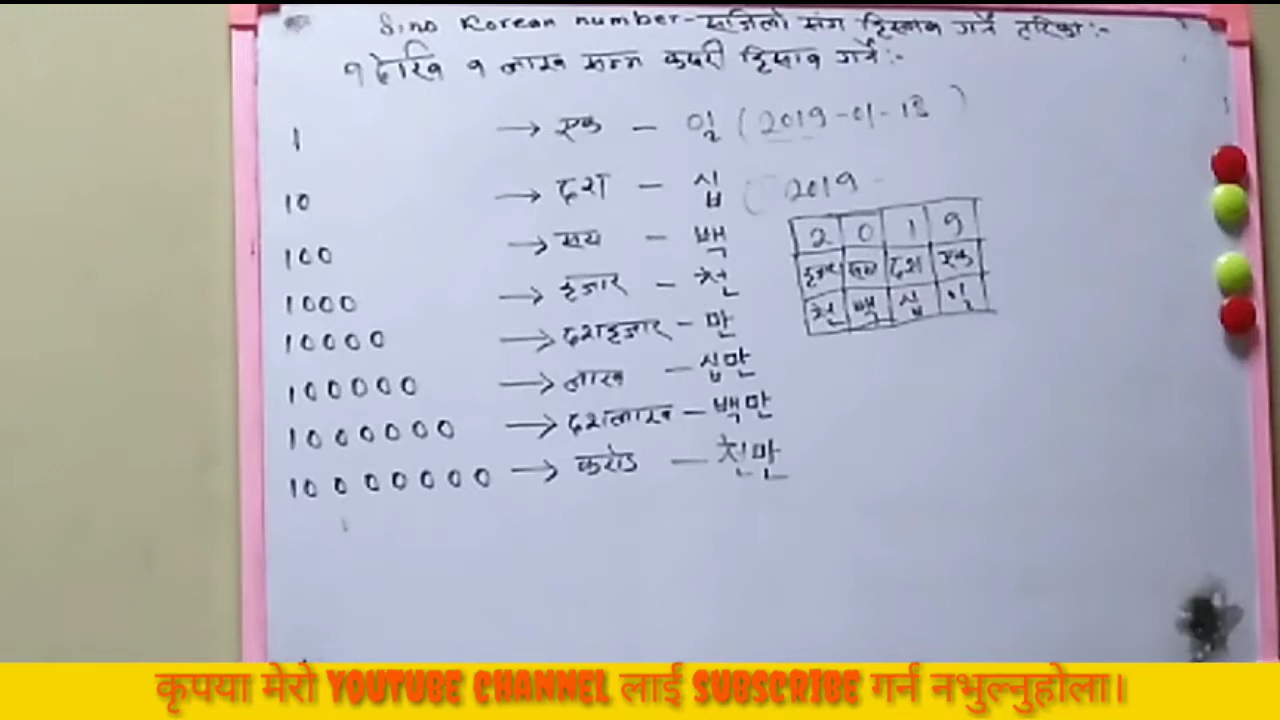 Sino Korean number - सजिलो संग हिसाब गर्ने तरिका :-
१ देखि १ लाख सम्म कसरी हिसाब गर्ने :-
1 → एक - 일 (2019-01-13)
10 → दश - 십 (2019-
100 → सय - 백
1000 → हजार - 천
10000 → दशहजार - 만
100000 → लाख - 십만
1000000 → दशलाख - 백만
10000000 → करोड - 천만
2 0 1 9
हजार सय दश एक
천 백 십 일
कृपया मेरो YOUTUBE CHANNEL लाई SUBSCRIBE गर्न नभुल्नुहोला।